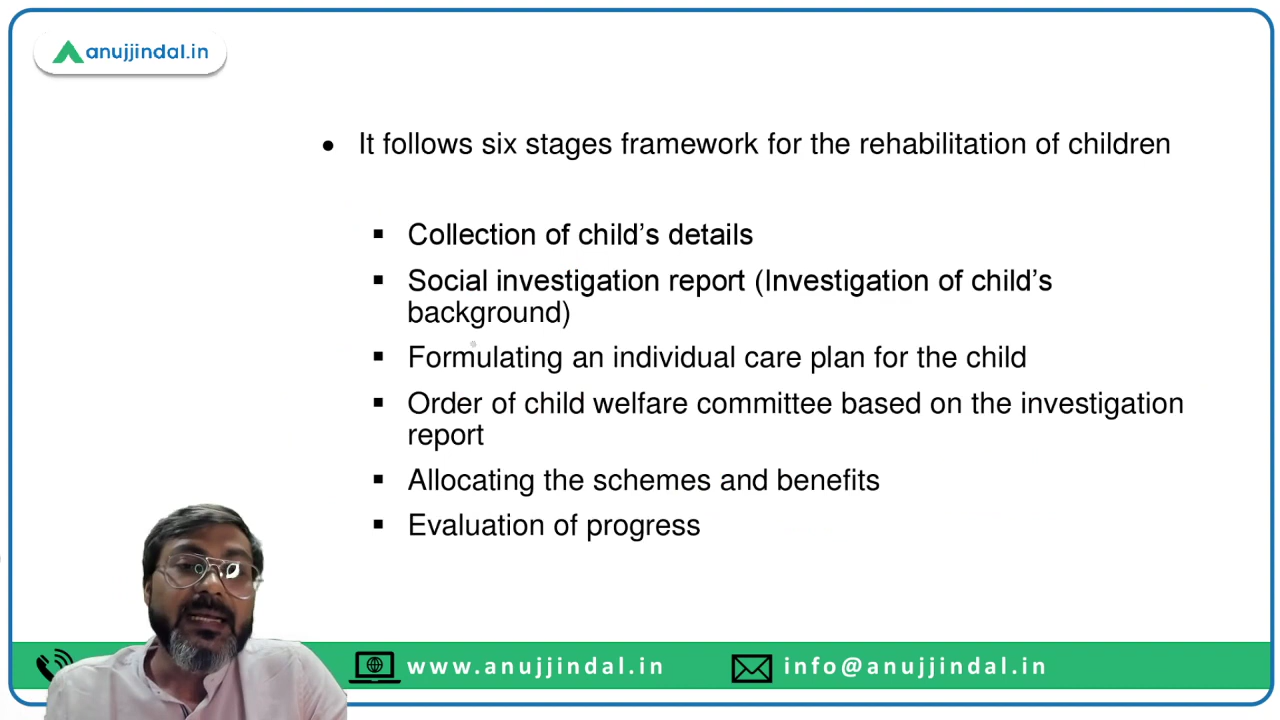 anujjindal.in
• It follows six stages framework for the rehabilitation of children
▪ Collection of child's details
▪ Social investigation report (Investigation of child's
background)
▪ Formulating an individual care plan for the child
▪ Order of child welfare committee based on the investigation
report
▪ Allocating the schemes and benefits
▪ Evaluation of progress
www.anujjindal.in
info@anujjindal.in